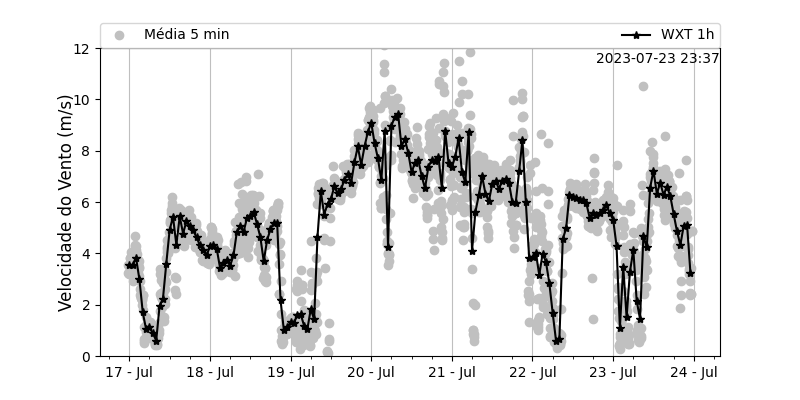 Média 5 min WXT 1h
2023-07-23 23:37
Velocidade do Vento (m/s)
12
10
8
6
4
2
0
17 - Jul 18 - Jul 19 - Jul 20 - Jul 21 - Jul 22 - Jul 23 - Jul 24 - Jul